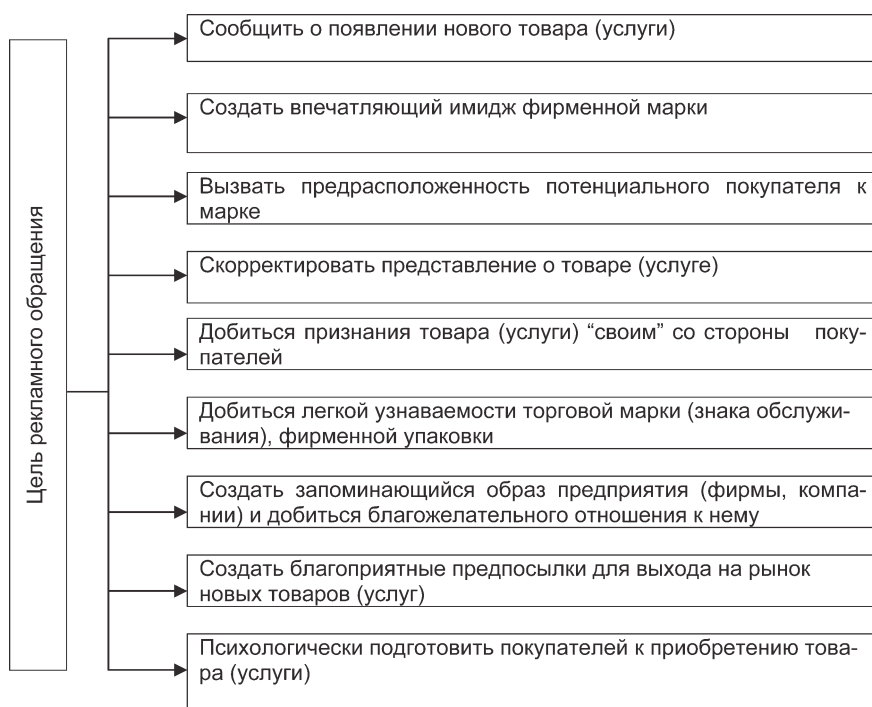 Цель рекламного обращения
Сообщить о появлении нового товара (услуги)
Создать впечатляющий имидж фирменной марки
Вызвать предрасположенность потенциального покупателя к
марке
Скорректировать представление о товаре (услуге)
Добиться признания товара (услуги) “своим” со стороны поку-
пателей
Добиться легкой узнаваемости торговой марки (знака обслужи-
вания), фирменной упаковки
Создать запоминающийся образ предприятия (фирмы, компа-
нии) и добиться благожелательного отношения к нему
Создать благоприятные предпосылки для выхода на рынок
новых товаров (услуг)
Психологически подготовить покупателей к приобретению това-
ра (услуги)